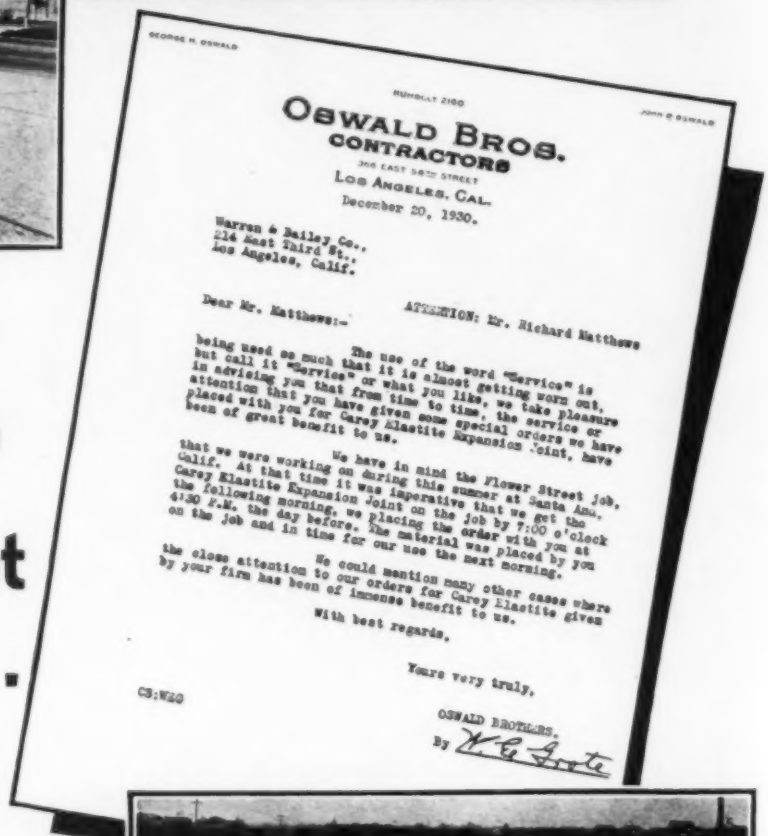 GEORGE H. OSWALD
HUMBOLT 2160
JOHN D OSWALD
OSWALD BROS.
CONTRACTORS
366 EAST 58TH STREET
LOS ANGELES, CAL.
December 20, 1930.
Warren & Bailey Co.,
214 East Third St.,
Los Angeles, Calif.
ATTENTION: Mr. Richard Matthews
Dear Mr. Matthews:-
The use of the word "Service" is
being used so much that it is almost getting worn out,
but call it "Service" or what you like, we take pleasure
in advising you that from time to time, the service or
attention that you have given some special orders we have
placed with you for Carey Elastite Expansion Joint, have
been of great benefit to us.
We have in mind the Flower Street job,
that we were working on during this summer at Santa Ana,
Calif. At that time it was imperative that we get the
Carey Elastite Expansion Joint on the job by 7:00 o'clock
the following morning, we placing the order with you at
4:30 P.M. the day before. The material was placed by you
on the job and in time for our use the next morning.
We could mention many other cases where
the close attention to our orders for Carey Elastite given
by your firm has been of immense benefit to us.
With best regards,
Yours very truly,
CS:WEG
OSWALD BROTHERS.
By W. E. Groote
t
.